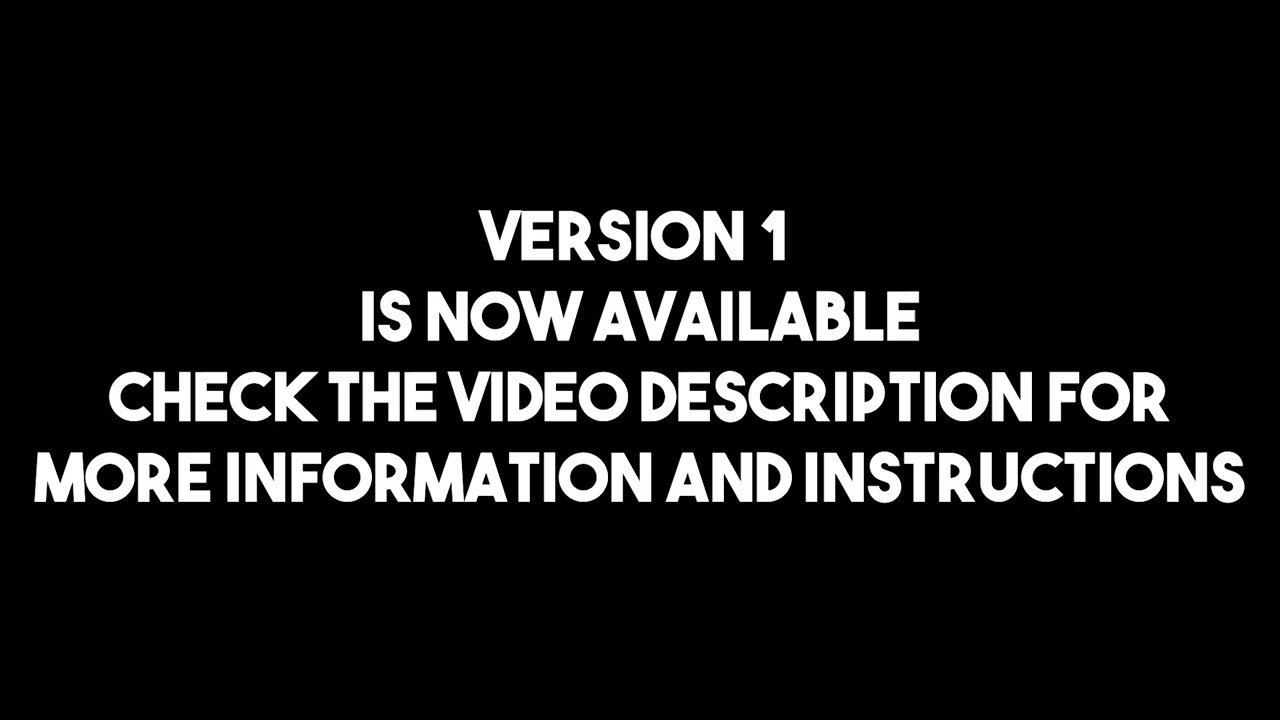 VERSION 1
IS NOW AVAILABLE
CHECK THE VIDEO DESCRIPTION FOR
MORE INFORMATION AND INSTRUCTIONS